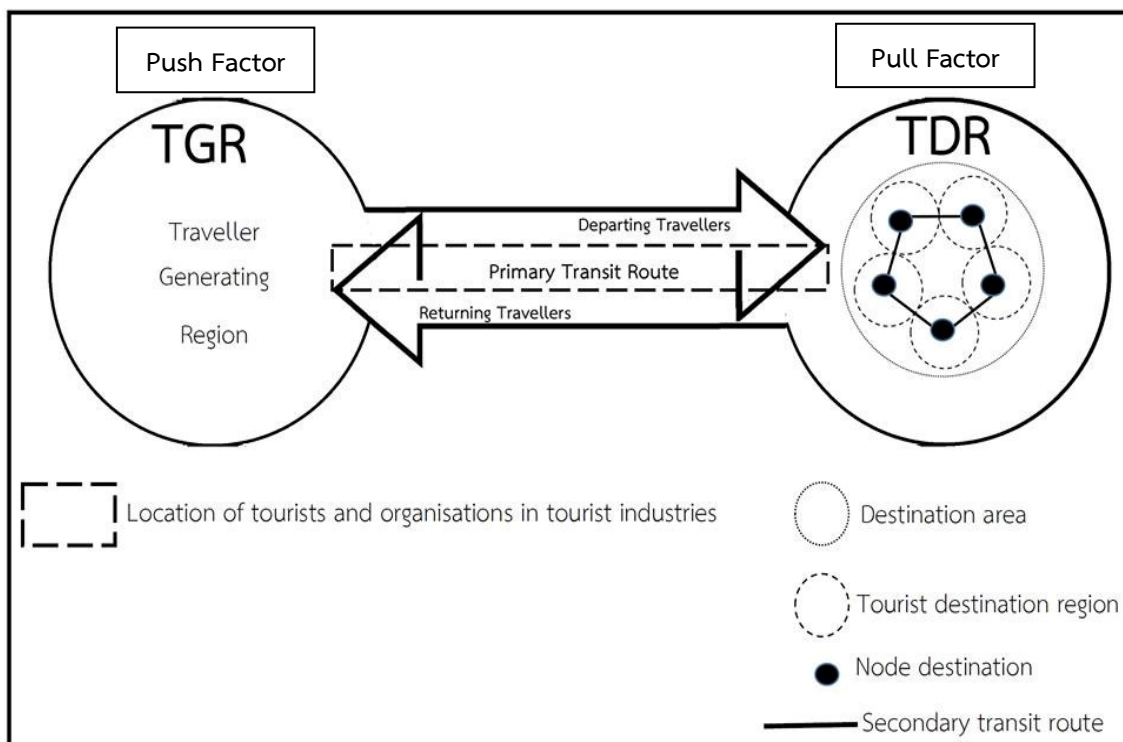 Push Factor
Pull Factor
TGR
TDR
Traveller
Generating
Region
Departing Travellers
Primary Transit Route
Returning Travellers
Location of tourists and organisations in tourist industries
Destination area
Tourist destination region
Node destination
Secondary transit route